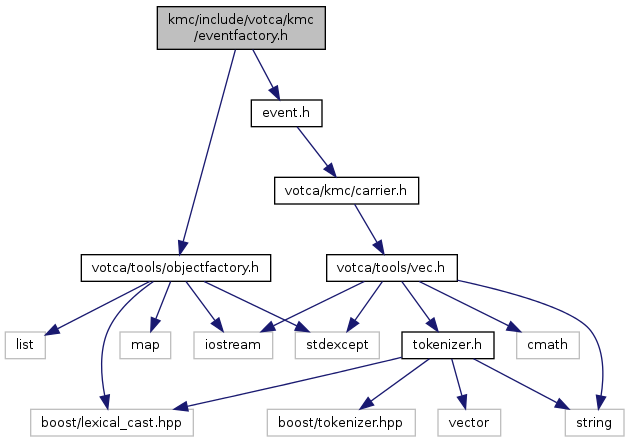 kmc/include/votca/kmc
/eventfactory.h
event.h
votca/kmc/carrier.h
votca/tools/objectfactory.h
votca/tools/vec.h
list
map
iostream
stdexcept
tokenizer.h
cmath
boost/lexical_cast.hpp
boost/tokenizer.hpp
vector
string